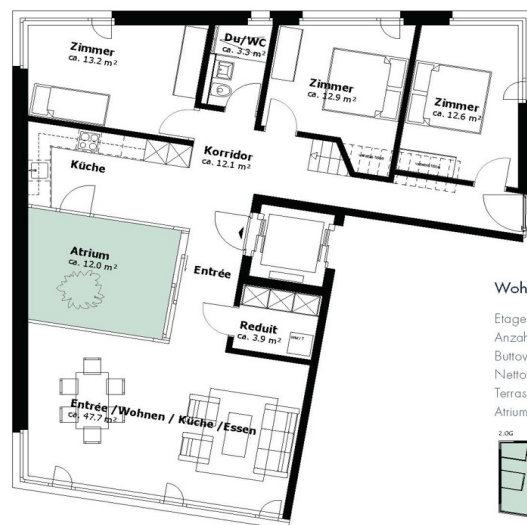 Zimmer
ca. 13.2 m²
Du/WC
ca. 3.3 m²
Zimmer
ca. 12.9 m²
Zimmer
ca. 12.6 m²
Küche
Korridor
ca. 12.1 m²
Atrium
ca. 12.0 m²
Entrée
Reduit
ca. 3.9 m²
Entrée /Wohnen / Küche /Essen
ca. 47.7 m²
Woh
Etage
Anzah
Buttow
Netto
Terras
Atrium
2.OG